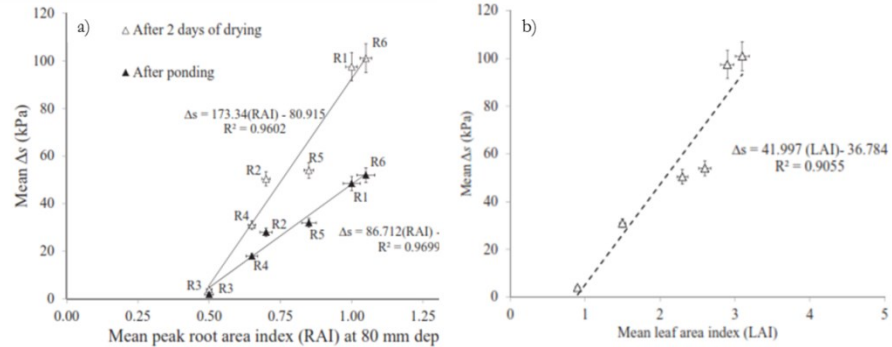 a)
△ After 2 days of drying
▲ After ponding
120
100
80
60
40
20
0
Mean Δs (kPa)
R1
R6
Δs = 173.34(RAI) - 80.915
R² = 0.9602
R2
R5
R6
R1
R4
R2
R5
Δs = 86.712(RAI) -
R² = 0.9699
R4
R3
R3
0.00
0.25
0.50
0.75
1.00
1.25
Mean peak root area index (RAI) at 80 mm dep
b)
120
100
80
60
40
20
0
Mean Δs (kPa)
Δs = 41.997 (LAI)- 36.784
R² = 0.9055
0
1
2
3
4
5
Mean leaf area index (LAI)